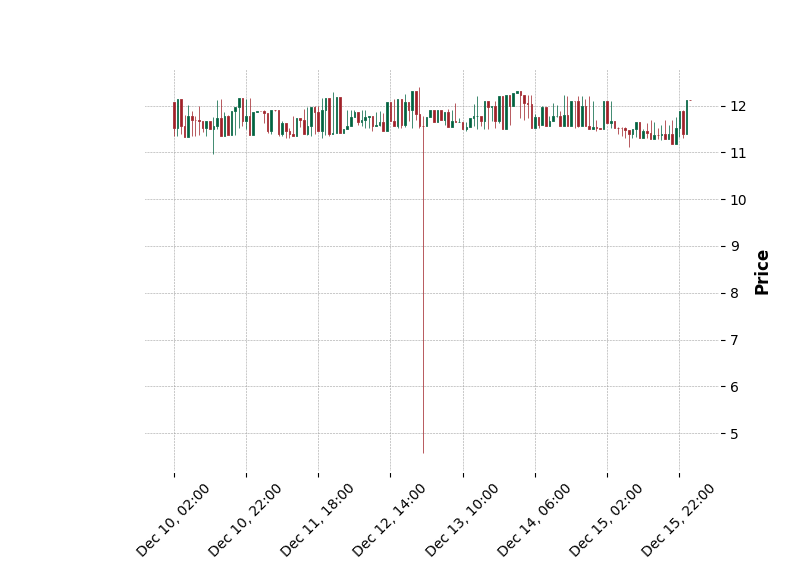 12
11
10
9
8
7
6
5
Price
Dec 10, 02:00
Dec 10, 22:00
Dec 11, 18:00
Dec 12, 14:00
Dec 13, 10:00
Dec 14, 06:00
Dec 15, 02:00
Dec 15, 22:00